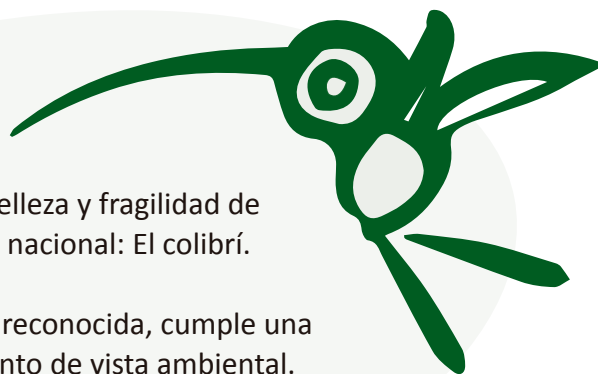 elleza y fragilidad de
nacional: El colibrí.
reconocida, cumple una
nto de vista ambiental.